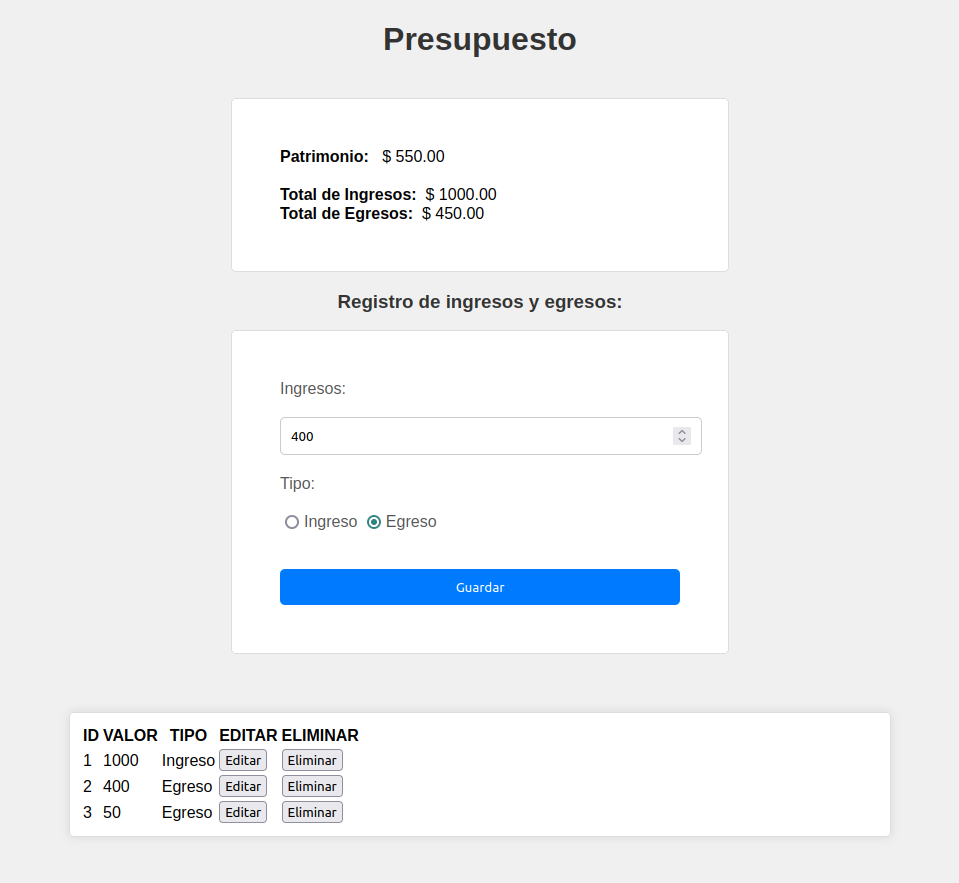 Presupuesto
Patrimonio: $ 550.00
Total de Ingresos: $ 1000.00
Total de Egresos: $ 450.00
Registro de ingresos y egresos:
Ingresos:
400
Tipo:
Ingreso Egreso
Guardar
ID VALOR TIPO EDITAR ELIMINAR
1 1000 Ingreso Editar Eliminar
2 400 Egreso Editar Eliminar
3 50 Egreso Editar Eliminar